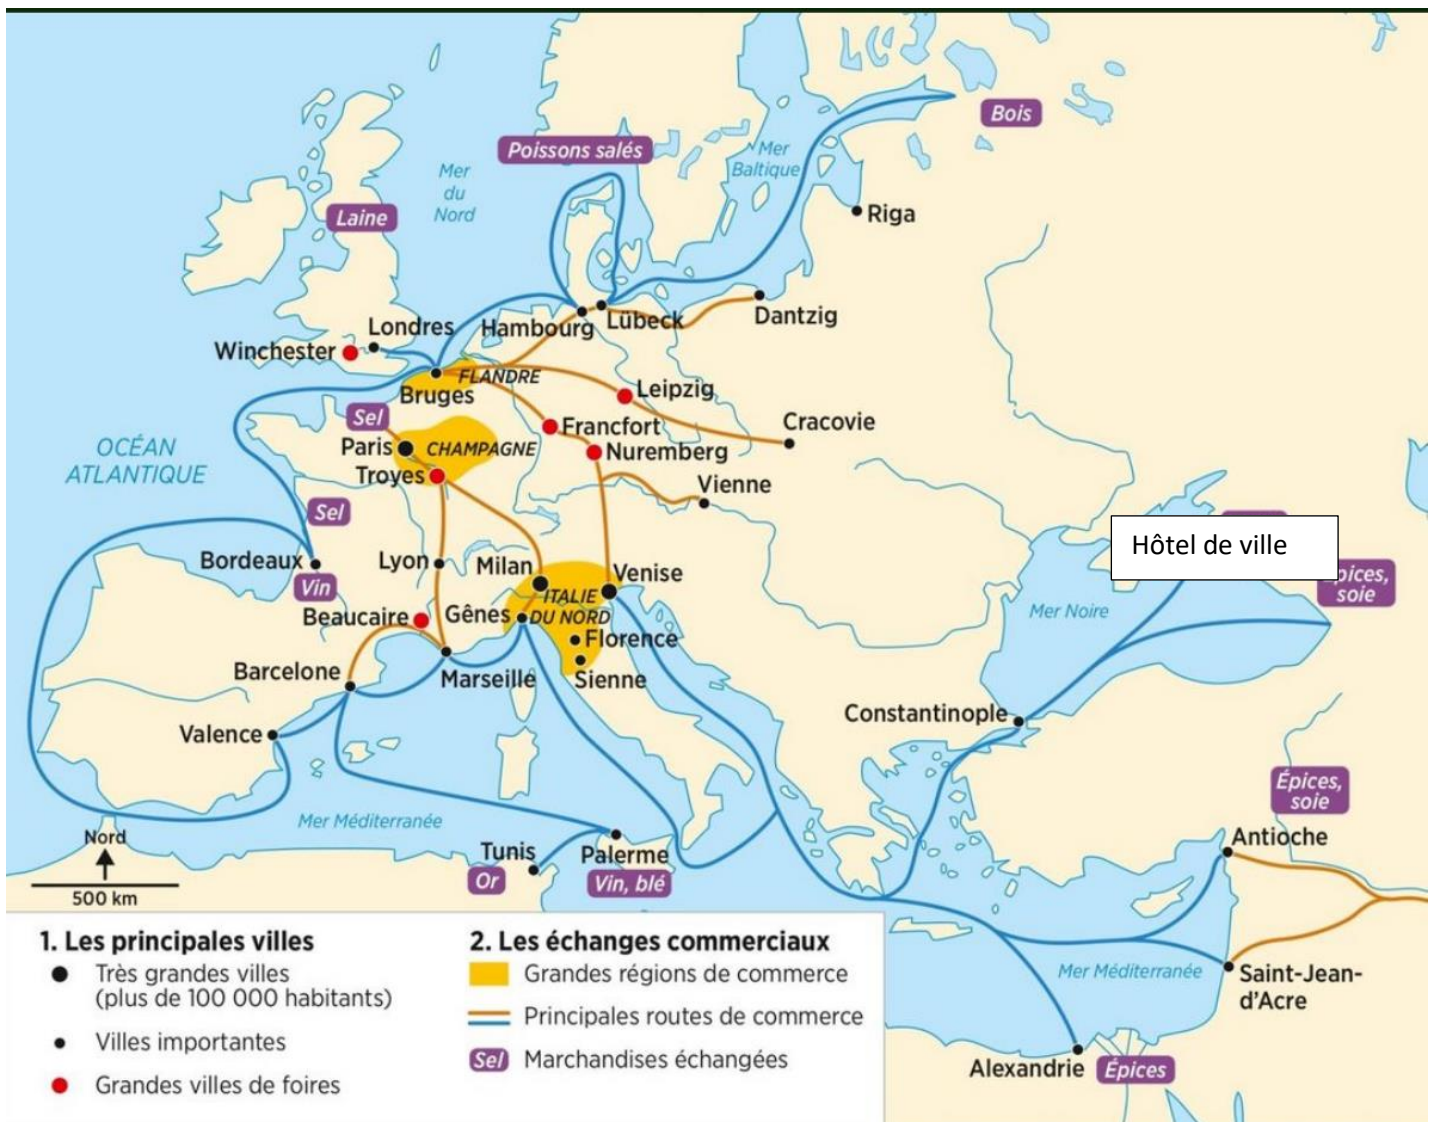 Bois
Poissons salés
Mer
Baltique
Mer
du
Nord
Laine
Riga
Londres
Hambourg
Lübeck
Dantzig
Winchester
FLANDRE
Bruges
Leipzig
Sel
Francfort
Cracovie
OCÉAN
ATLANTIQUE
Paris
CHAMPAGNE
Nuremberg
Troyes
Vienne
Sel
Hôtel de ville
Bordeaux
Lyon
Milan
Venise
Vin
ITALIE
DU NORD
soie
Beaucaire
Gênes
Mer Noire
Florence
Barcelone
Marseille
Sienne
Constantinople
Valence
Épices,
soie
Mer Méditerranée
Nord
Antioche
Tunis
Palerme
Or
Vin, blé
500 km
Mer Méditerranée
Saint-Jean-
d'Acre
Alexandrie
Épices
1. Les principales villes
Très grandes villes
(plus de 100 000 habitants)
Villes importantes
Grandes villes de foires
2. Les échanges commerciaux
Grandes régions de commerce
Principales routes de commerce
Sel
Marchandises échangées